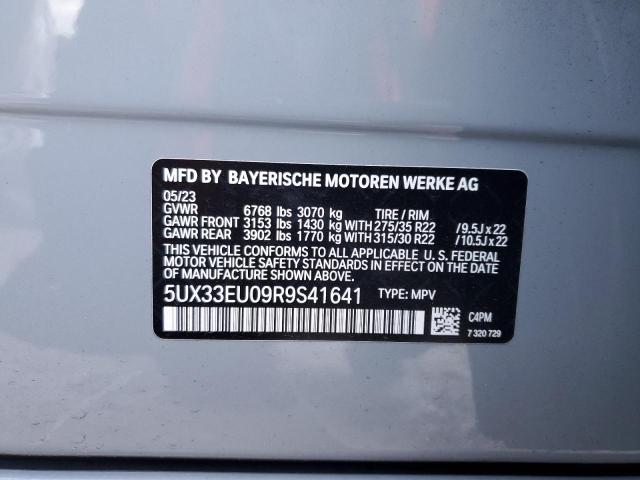 MFD BY BAYERISCHE MOTOREN WERKE AG
05/23
GVWR 6768 lbs 3070 kg TIRE / RIM
GAWR FRONT 3153 lbs 1430 kg WITH 275/35 R22 / 9.5J x 22
GAWR REAR 3902 lbs 1770 kg WITH 315/30 R22 / 10.5J x 22
THIS VEHICLE CONFORMS TO ALL APPLICABLE U. S. FEDERAL
MOTOR VEHICLE SAFETY STANDARDS IN EFFECT ON THE DATE OF
MANUFACTURE SHOWN ABOVE.
5UX33EU09R9S41641 TYPE: MPV
C4PM
7 320 729